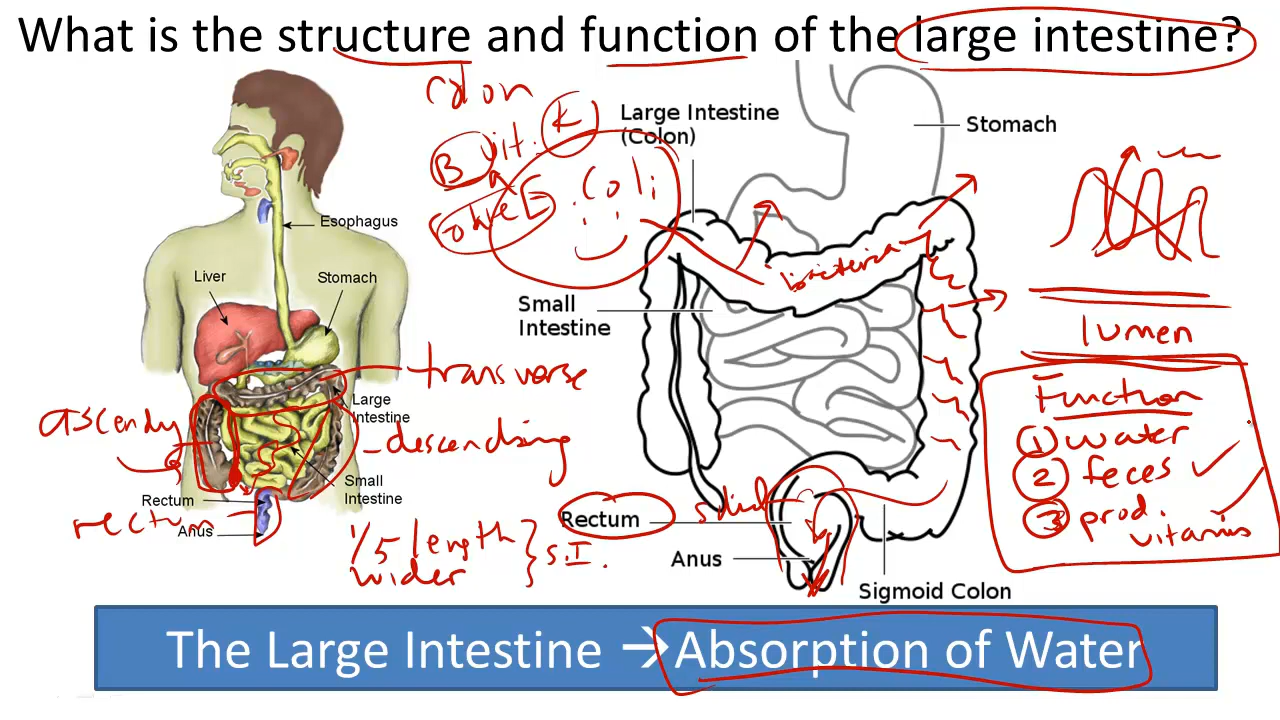 What is the structure and function of the large intestine?
colon
B vit. K
E.Coli
Large Intestine
(Colon)
Stomach
Esophagus
Liver
Stomach
bacteria
Small
Intestine
lumen
transverse
Large
Intestine
ascending
descending
Small
Intestine
Rectum
rectum
Anus
1/5 length
wider
S.I.
solid
Rectum
Anus
Sigmoid Colon
Function
1 water
2 feces ✓
3 prod.
vitamins
The Large Intestine → Absorption of Water